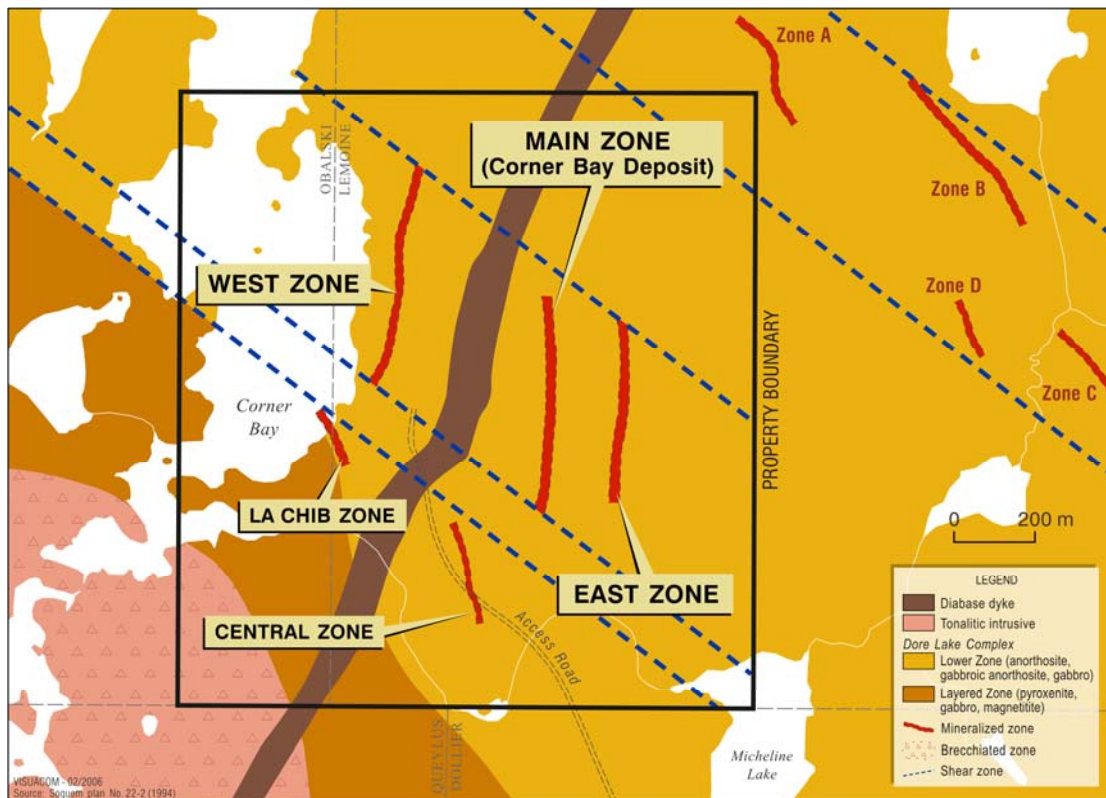 Zone A
OBALSKI
LEMOINE
MAIN ZONE
(Corner Bay Deposit)
Zone B
WEST ZONE
Zone D
PROPERTY BOUNDARY
Zone C
Corner
Bay
LA CHIB ZONE
0 200 m
EAST ZONE
CENTRAL ZONE
Access Road
QUEYLUS
DOLLIER
Micheline
Lake
LEGEND
Diabase dyke
Tonalitic intrusive
Dore Lake Complex
Lower Zone (anorthosite,
gabbroic anorthosite, gabbro)
Layered Zone (pyroxenite,
gabbro, magnetitite)
Mineralized zone
Brecchiated zone
Shear zone
VISUACOM - 02/2006
Source: Soquem plan No. 22-2 (1994)